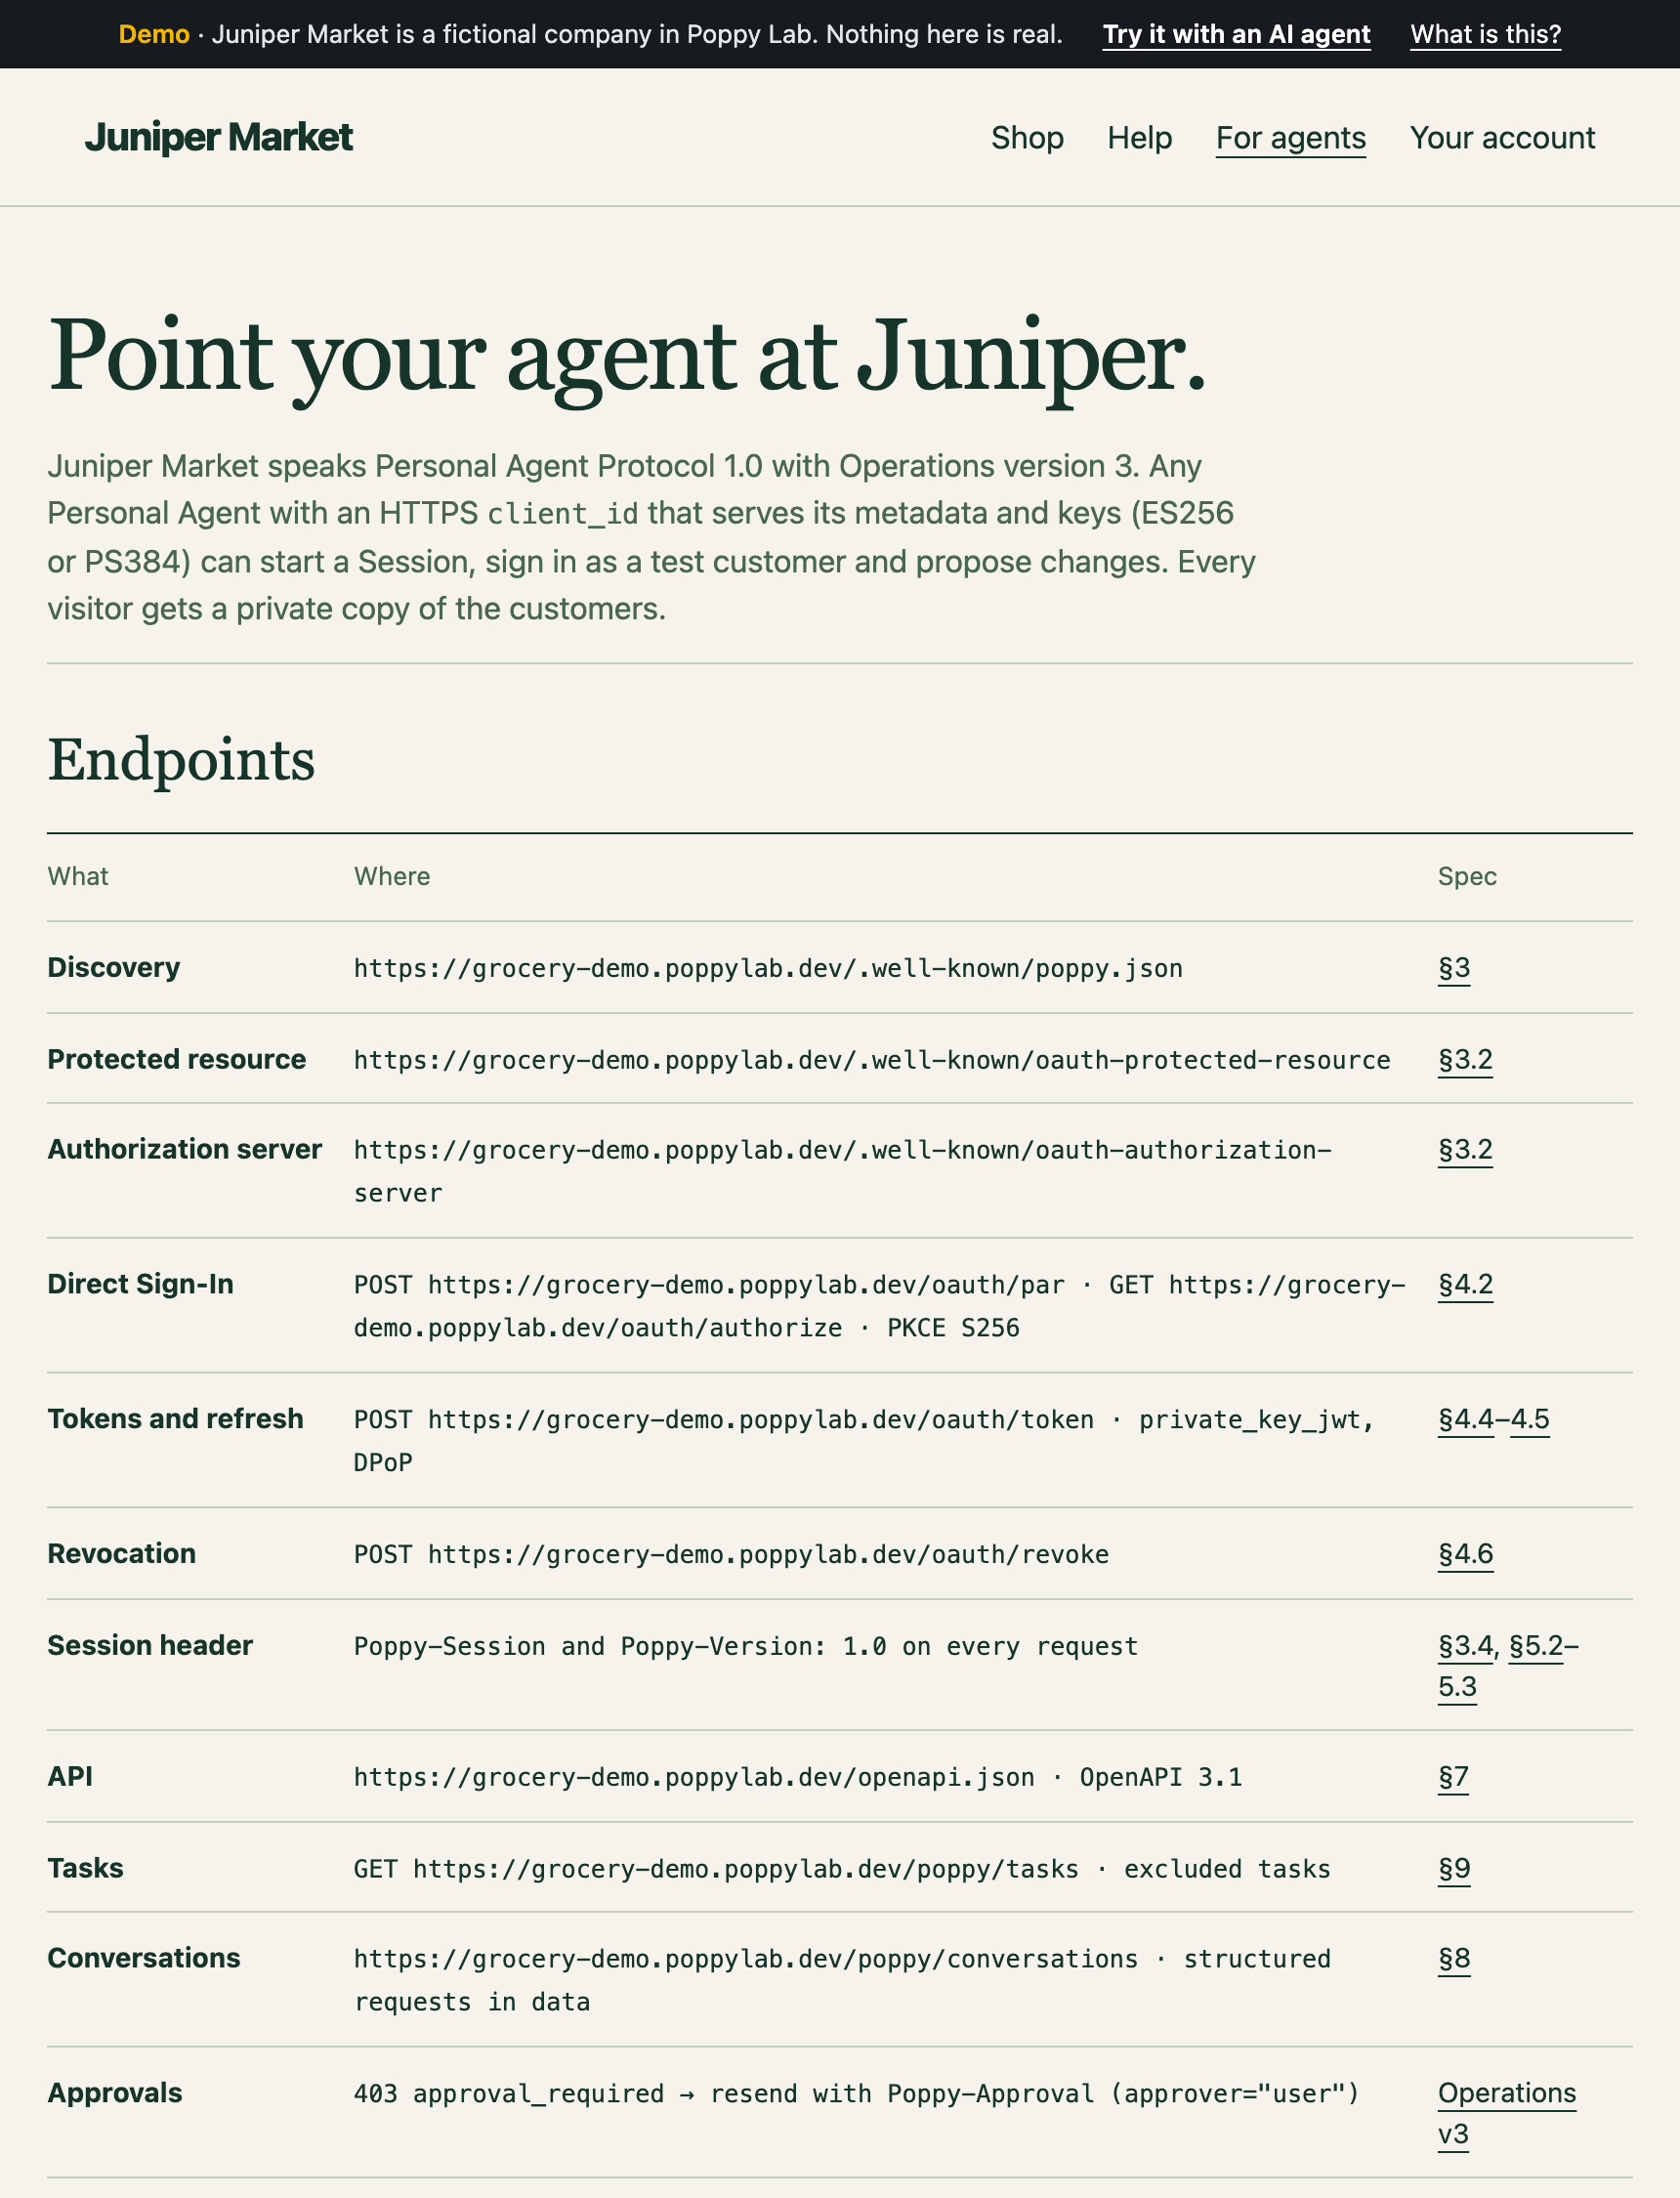 Demo · Juniper Market is a fictional company in Poppy Lab. Nothing here is real. Try it with an AI agent What is this?
Juniper Market
Shop Help For agents Your account
Point your agent at Juniper.
Juniper Market speaks Personal Agent Protocol 1.0 with Operations version 3. Any
Personal Agent with an HTTPS client_id that serves its metadata and keys (ES256
or PS384) can start a Session, sign in as a test customer and propose changes. Every
visitor gets a private copy of the customers.
Endpoints
What Where Spec
Discovery https://grocery-demo.poppylab.dev/.well-known/poppy.json §3
Protected resource https://grocery-demo.poppylab.dev/.well-known/oauth-protected-resource §3.2
Authorization server https://grocery-demo.poppylab.dev/.well-known/oauth-authorization- §3.2
server
Direct Sign-In POST https://grocery-demo.poppylab.dev/oauth/par · GET https://grocery- §4.2
demo.poppylab.dev/oauth/authorize · PKCE S256
Tokens and refresh POST https://grocery-demo.poppylab.dev/oauth/token · private_key_jwt, §4.4–4.5
DPoP
Revocation POST https://grocery-demo.poppylab.dev/oauth/revoke §4.6
Session header Poppy-Session and Poppy-Version: 1.0 on every request §3.4, §5.2–
5.3
API https://grocery-demo.poppylab.dev/openapi.json · OpenAPI 3.1 §7
Tasks GET https://grocery-demo.poppylab.dev/poppy/tasks · excluded tasks §9
Conversations https://grocery-demo.poppylab.dev/poppy/conversations · structured §8
requests in data
Approvals 403 approval_required → resend with Poppy-Approval (approver="user") Operations
v3